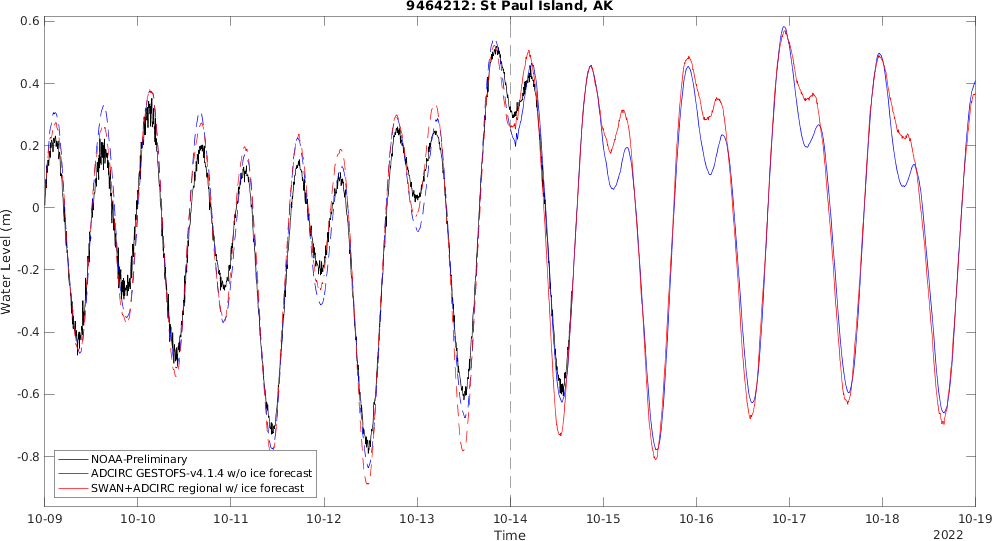 9464212: St Paul Island, AK
0.6
0.4
0.2
0
-0.2
-0.4
-0.6
-0.8
Water Level (m)
NOAA-Preliminary
ADCIRC GESTOFS-v4.1.4 w/o ice forecast
SWAN+ADCIRC regional w/ ice forecast
10-09 10-10 10-11 10-12 10-13 10-14 10-15 10-16 10-17 10-18 10-19
Time
2022